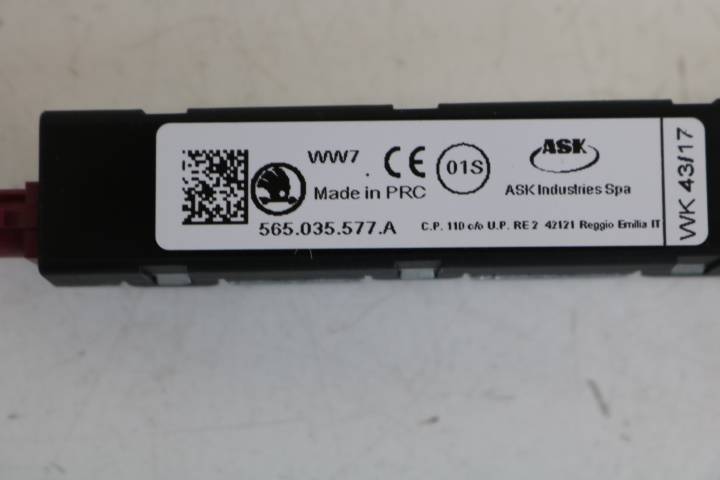 WW7
CE
01S
ASK
Made in PRC
ASK Industries Spa
565.035.577.A
C.P. 110 c/o U.P. RE 2 42121 Reggio Emilia IT
WK 43/17